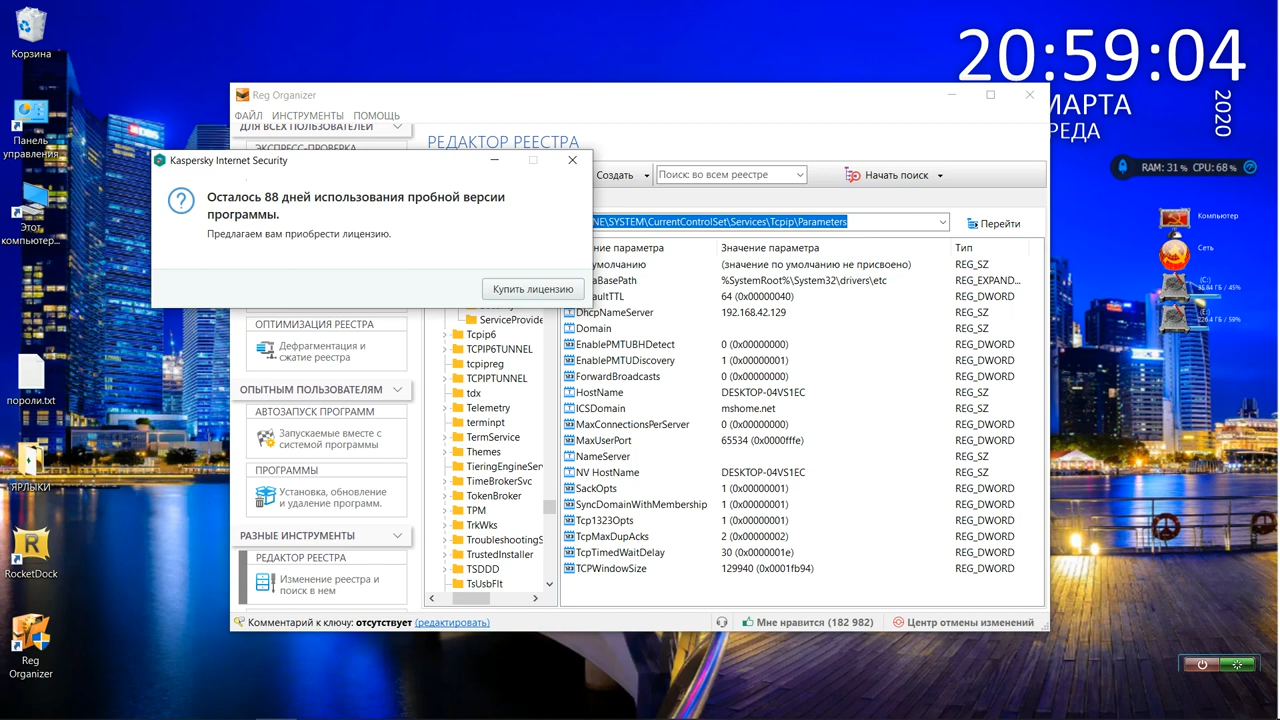 Корзина
Панель
управления
Этот
компьютер...
пороли.txt
ЯРЛЫКИ
RocketDock
Reg
Organizer
20:59:04
МАРТА
РЕДА
2020
RAM: 31 % CPU: 68 %
Компьютер
Сеть
(C:)
Reg Organizer
ФАЙЛ ИНСТРУМЕНТЫ ПОМОЩЬ
ДЛЯ ВСЕХ ПОЛЬЗОВАТЕЛЕЙ
ЭКСПРЕСС-ПРОВЕРКА
РЕДАКТОР РЕЕСТРА
Kaspersky Internet Security
Осталось 88 дней использования пробной версии
программы.
Предлагаем вам приобрести лицензию.
Купить лицензию
Создать
Поиск: во всем реестре
Начать поиск
NE\SYSTEM\CurrentControlSet\Services\Tcpip\Parameters
Перейти
ОПТИМИЗАЦИЯ РЕЕСТРА
Дефрагментация и
сжатие реестра
ОПЫТНЫМ ПОЛЬЗОВАТЕЛЯМ
АВТОЗАПУСК ПРОГРАММ
Запускаемые вместе с
системой программы
ПРОГРАММЫ
Установка, обновление
и удаление программ.
РАЗНЫЕ ИНСТРУМЕНТЫ
РЕДАКТОР РЕЕСТРА
Изменение реестра и
поиск в нем
ServiceProvide
Tcpip6
TCPIP6TUNNEL
tcpipreg
TCPIPTUNNEL
tdx
Telemetry
terminpt
TermService
Themes
TieringEngineServ
TimeBrokerSvc
TokenBroker
TPM
TrkWks
TroubleshootingS
TrustedInstaller
TSDDD
TsUsbFlt
ние параметра Значение параметра Тип
умолчанию (значение по умолчанию не присвоено) REG_SZ
aBasePath %SystemRoot%\System32\drivers\etc REG_EXPAND...
aultTTL 64 (0x00000040) REG_DWORD
DhcpNameServer 192.168.42.129 REG_SZ
Domain REG_SZ
EnablePMTUBHDetect 0 (0x00000000) REG_DWORD
EnablePMTUDiscovery 1 (0x00000001) REG_DWORD
ForwardBroadcasts 0 (0x00000000) REG_DWORD
HostName DESKTOP-04VS1EC REG_SZ
ICSDomain mshome.net REG_SZ
MaxConnectionsPerServer 0 (0x00000000) REG_DWORD
MaxUserPort 65534 (0x0000fffe) REG_DWORD
NameServer REG_SZ
NV HostName DESKTOP-04VS1EC REG_SZ
SackOpts 1 (0x00000001) REG_DWORD
SyncDomainWithMembership 1 (0x00000001) REG_DWORD
Tcp1323Opts 1 (0x00000001) REG_DWORD
TcpMaxDupAcks 2 (0x00000002) REG_DWORD
TcpTimedWaitDelay 30 (0x0000001e) REG_DWORD
TCPWindowSize 129940 (0x0001fb94) REG_DWORD
Комментарий к ключу: отсутствует (редактировать)
Мне нравится (182 982)
Центр отмены изменений